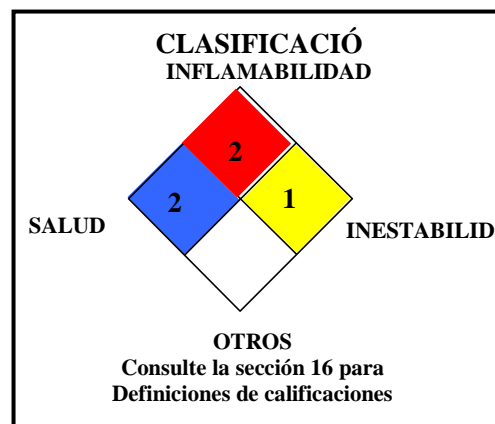 CLASIFICACIÓ
INFLAMABILIDAD
2
2
1
SALUD
INESTABILID
OTROS
Consulte la sección 16 para
Definiciones de calificaciones